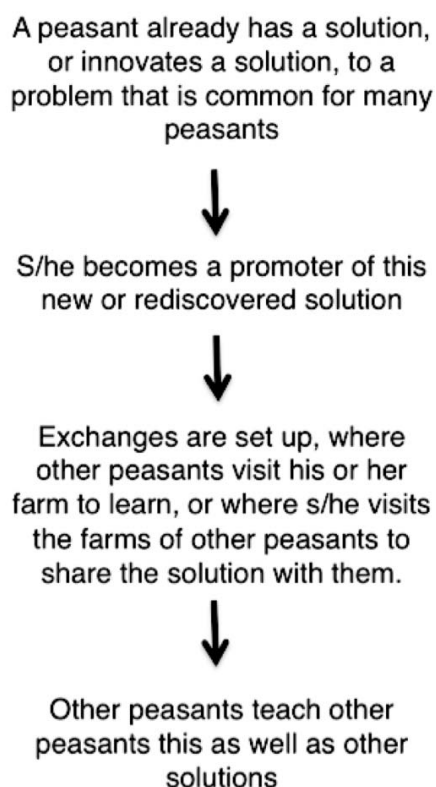 A peasant already has a solution,
or innovates a solution, to a
problem that is common for many
peasants
S/he becomes a promoter of this
new or rediscovered solution
Exchanges are set up, where
other peasants visit his or her
farm to learn, or where s/he visits
the farms of other peasants to
share the solution with them.
Other peasants teach other
peasants this as well as other
solutions